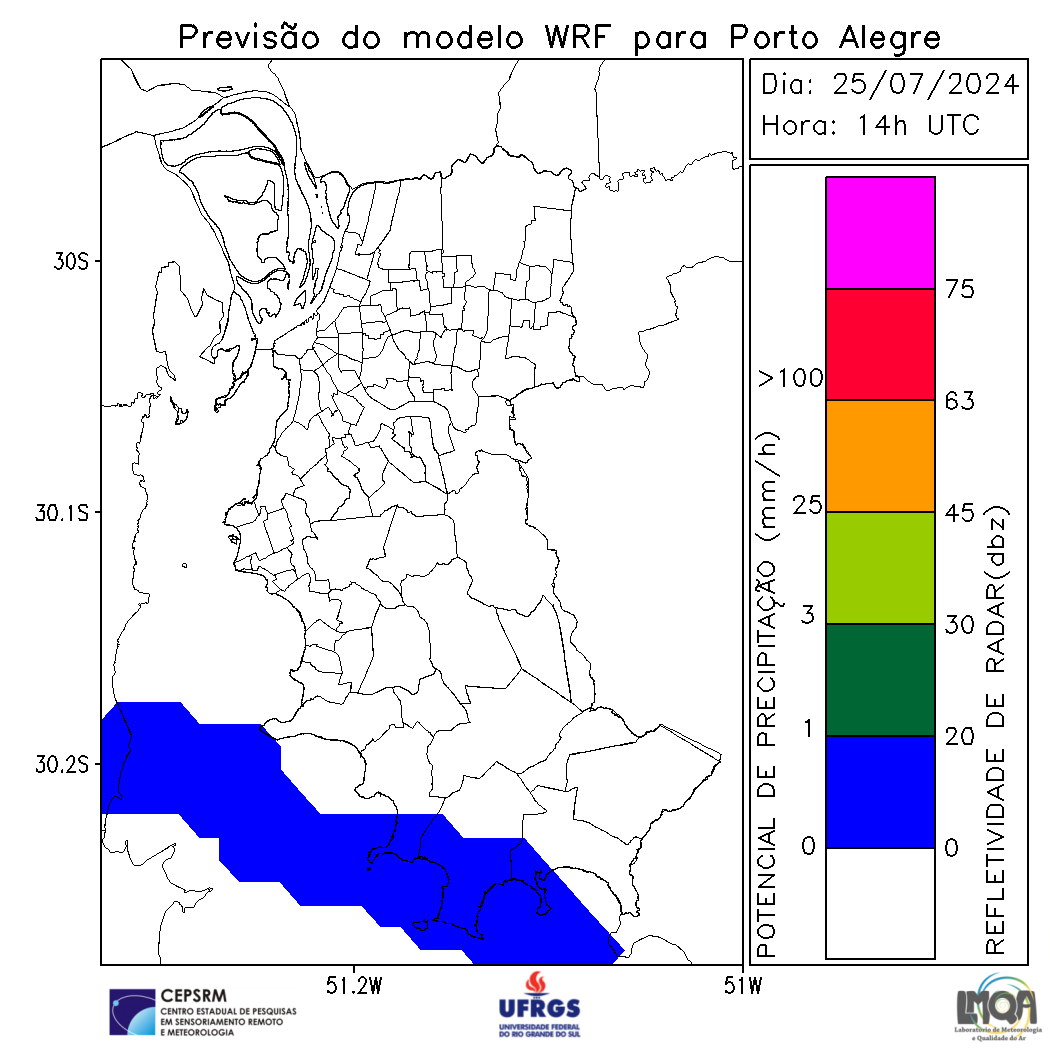 Previsão do modelo WRF para Porto Alegre
Dia: 25/07/2024
Hora: 14h UTC
30S
30.1S
30.2S
51.2W
51W
POTENCIAL DE PRECIPITAÇÃO (mm/h)
>100
25
3
1
0
75
63
45
30
20
0
REFLETIVIDADE DE RADAR(dbz)
CEPSRM
CENTRO ESTADUAL DE PESQUISAS
EM SENSORIAMENTO REMOTO
E METEOROLOGIA
UFRGS
UNIVERSIDADE FEDERAL
DO RIO GRANDE DO SUL
LMQA
Laboratório de Meteorologia
e Qualidade do Ar